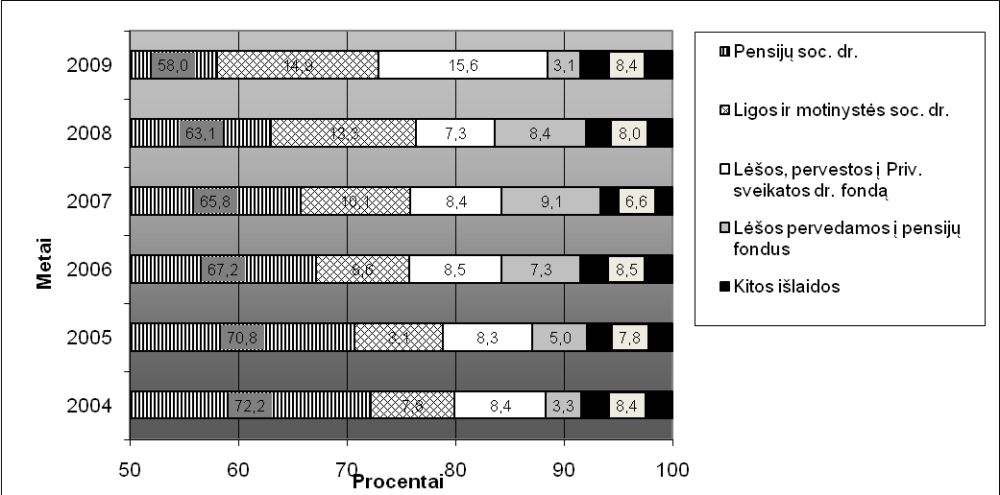 2009 58,0 14,9 15,6 3,1 8,4
2008 63,1 13,3 7,3 8,4 8,0
2007 65,8 10,1 8,4 9,1 6,6
2006 67,2 8,5 7,3 8,5
2005 70,8 8,1 8,3 5,0 7,8
2004 72,2 8,4 3,3 8,4
Metai
50 60 70 80 90 100
Procentai
Pensijų soc. dr.
Ligos ir motinystės soc. dr.
Lėšos, pervestos į Priv.
sveikatos dr. fondą
Lėšos pervedamos į pensijų
fondus
Kitos išlaidos